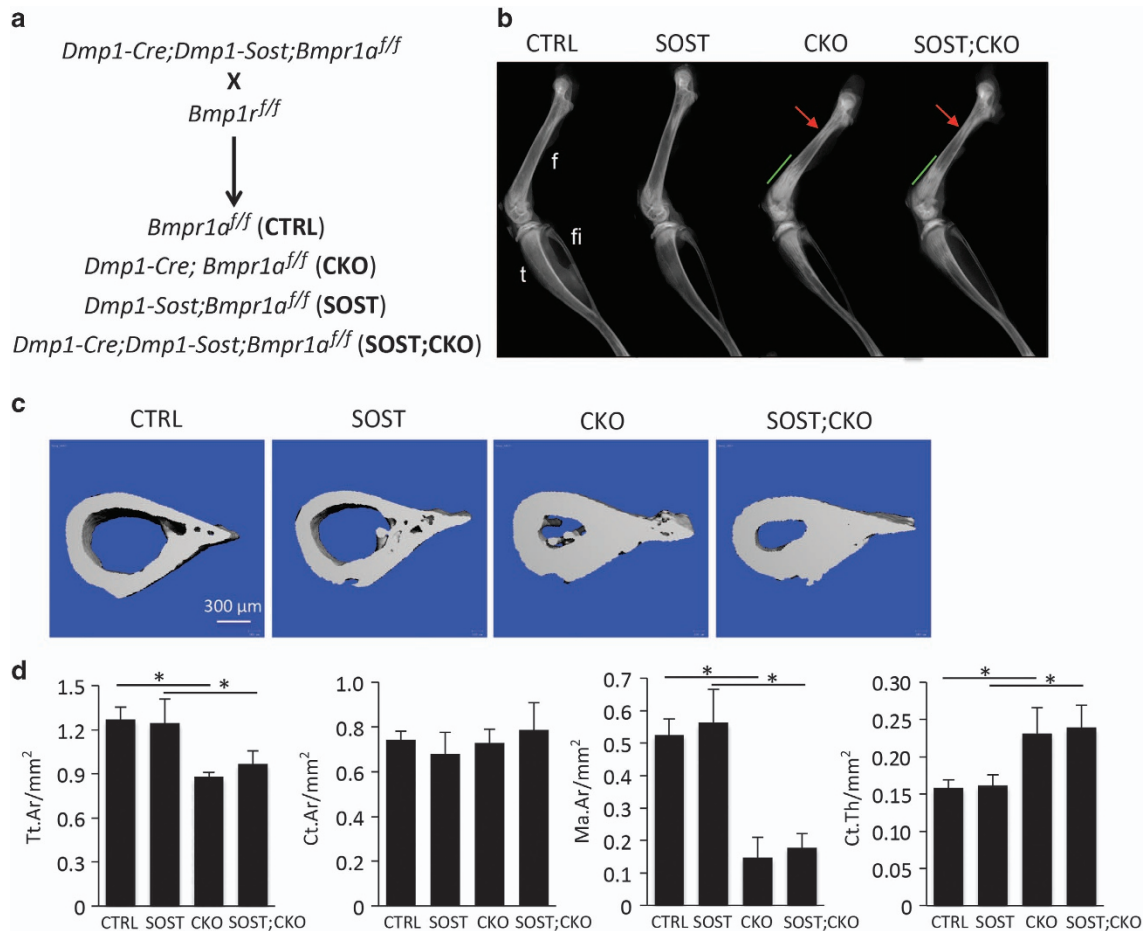 a
Dmp1-Cre;Dmp1-Sost;Bmpr1a^f/f
X
Bmp1r^f/f
Bmpr1a^f/f (CTRL)
Dmp1-Cre; Bmpr1a^f/f (CKO)
Dmp1-Sost;Bmpr1a^f/f (SOST)
Dmp1-Cre;Dmp1-Sost;Bmpr1a^f/f (SOST;CKO)
b
CTRL SOST CKO SOST;CKO
f
fi
t
c
CTRL SOST CKO SOST;CKO
300 µm
d
Tt.Ar/mm²
1.5
1.2
0.9
0.6
0.3
0
* *
CTRL SOST CKO SOST;CKO
Ct.Ar/mm²
1.0
0.8
0.6
0.4
0.2
0.0
CTRL SOST CKO SOST;CKO
Ma.Ar/mm²
0.7
0.6
0.5
0.4
0.3
0.2
0.1
0
* *
CTRL SOST CKO SOST;CKO
Ct.Th/mm²
0.30
0.25
0.20
0.15
0.10
0.05
0.00
* *
CTRL SOST CKO SOST;CKO